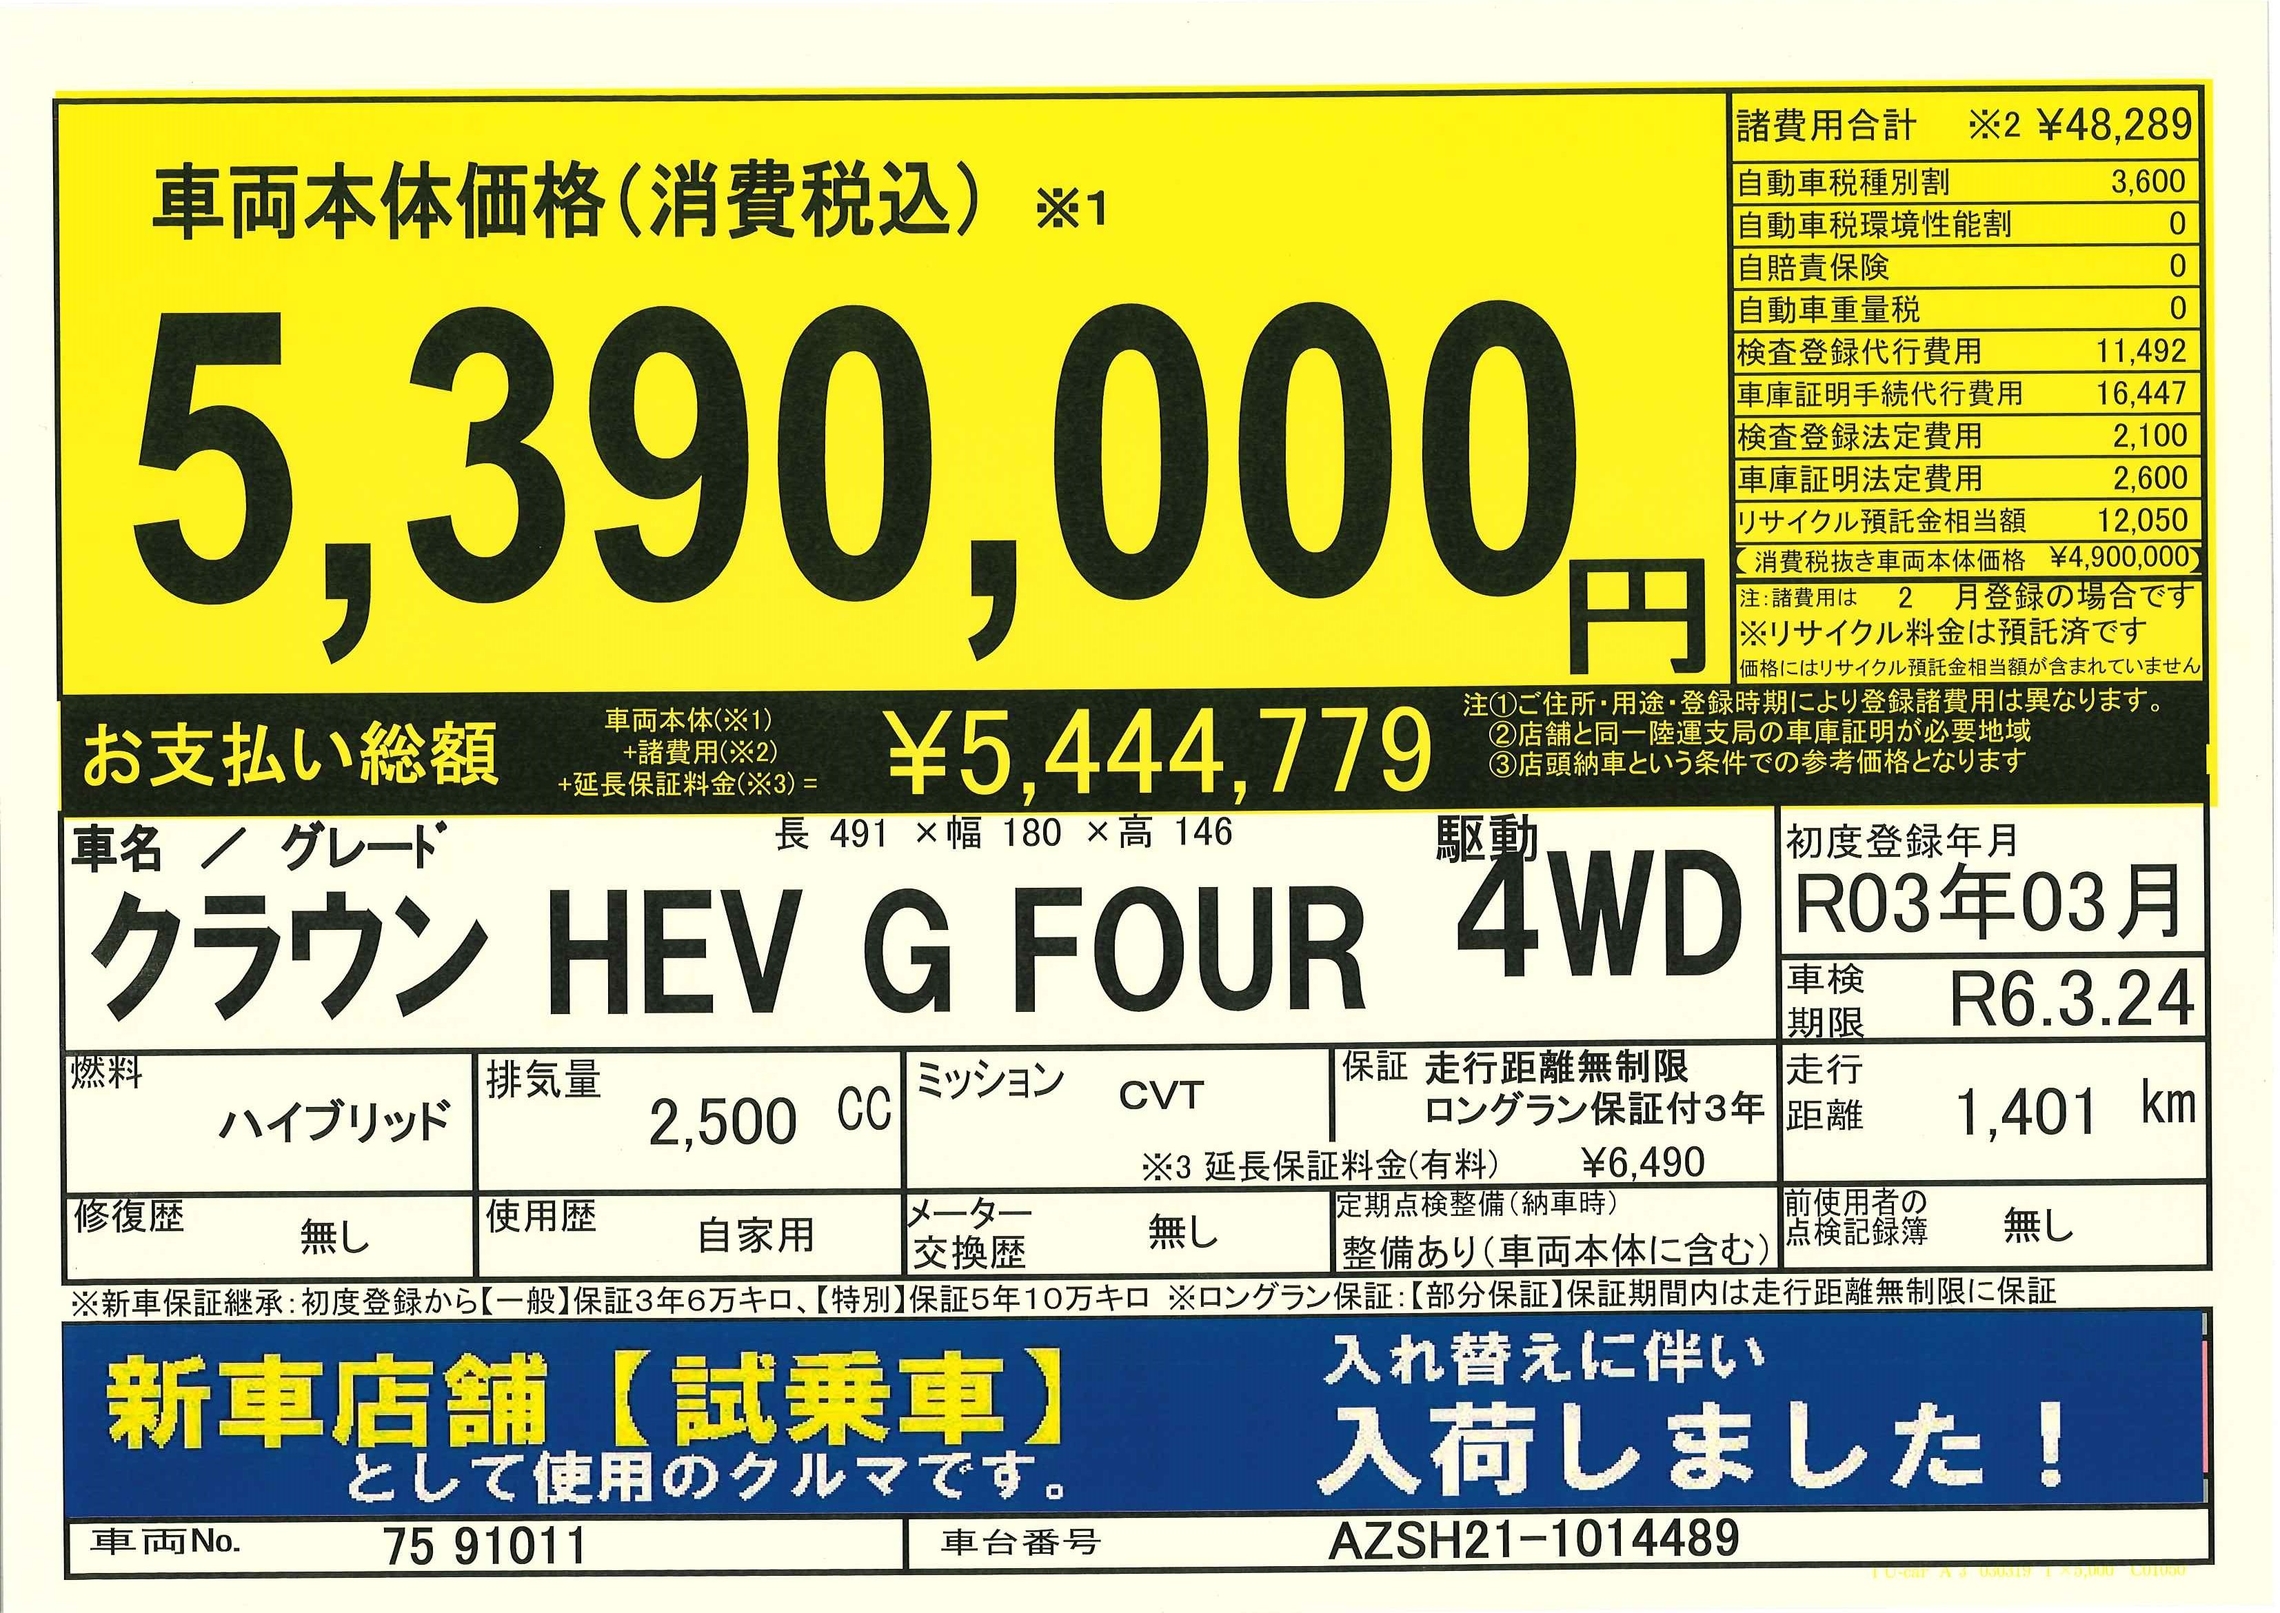 車両本体価格(消費税込) ※1
5,390,000円
諸費用合計 ※2 ¥48,289
自動車税種別割 3,600
自動車税環境性能割 0
自賠責保険 0
自動車重量税 0
検査登録代行費用 11,492
車庫証明手続代行費用 16,447
検査登録法定費用 2,100
車庫証明法定費用 2,600
リサイクル預託金相当額 12,050
(消費税抜き車両本体価格 ¥4,900,000)
注:諸費用は 2 月登録の場合です
※リサイクル料金は預託済です
価格にはリサイクル預託金相当額が含まれていません
お支払い総額
車両本体(※1)
+諸費用(※2)
+延長保証料金(※3)=
¥5,444,779
注①ご住所・用途・登録時期により登録諸費用は異なります。
②店舗と同一陸運支局の車庫証明が必要地域
③店頭納車という条件での参考価格となります
車名 / グレード
長 491 ×幅 180 ×高 146
クラウン HEV G FOUR
駆動
4WD
初度登録年月
R03年03月
車検
期限
R6.3.24
燃料
ハイブリッド
排気量
2,500 CC
ミッション
CVT
保証 走行距離無制限
ロングラン保証付3年
※3 延長保証料金(有料) ¥6,490
走行
距離
1,401 km
修復歴
無し
使用歴
自家用
メーター
交換歴
無し
定期点検整備(納車時)
整備あり(車両本体に含む)
前使用者の
点検記録簿
無し
※新車保証継承:初度登録から【一般】保証3年6万キロ、【特別】保証5年10万キロ ※ロングラン保証:【部分保証】保証期間内は走行距離無制限に保証
新車店舗【試乗車】
として使用のクルマです。
入れ替えに伴い
入荷しました!
車両No. 75 91011
車台番号 AZSH21-1014489